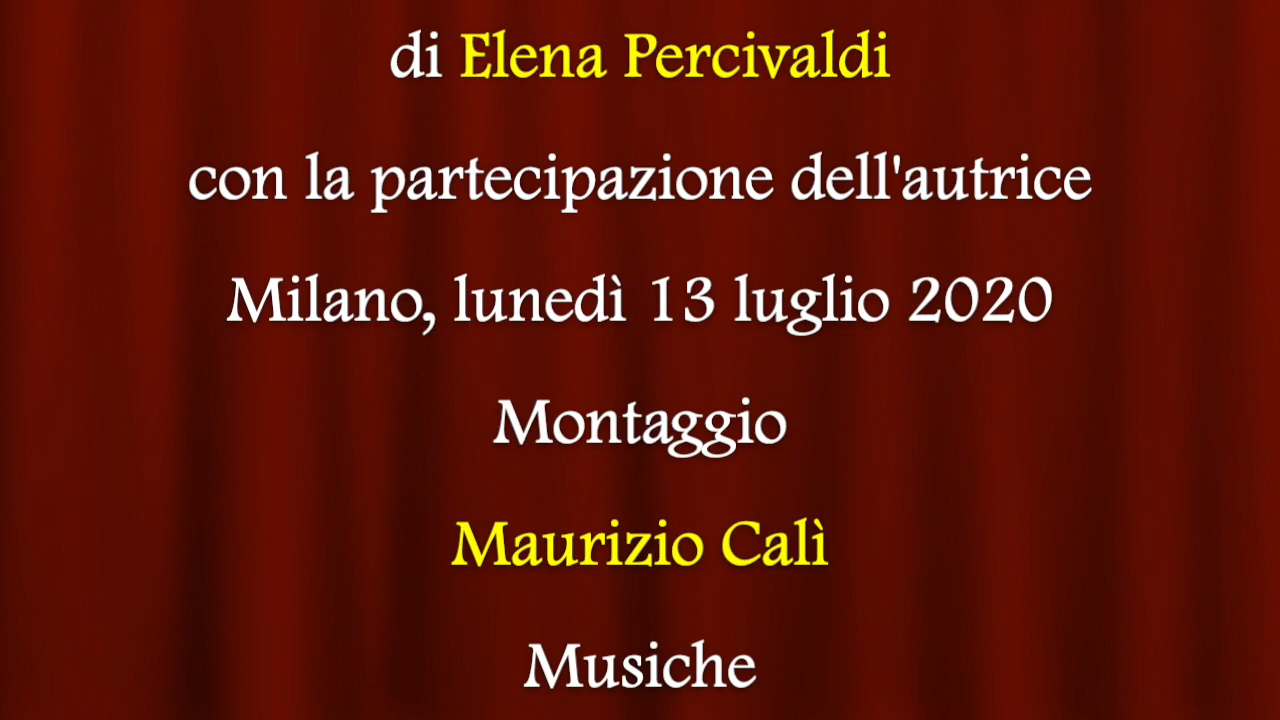 di Elena Percivaldi
con la partecipazione dell'autrice
Milano, lunedì 13 luglio 2020
Montaggio
Maurizio Calì
Musiche